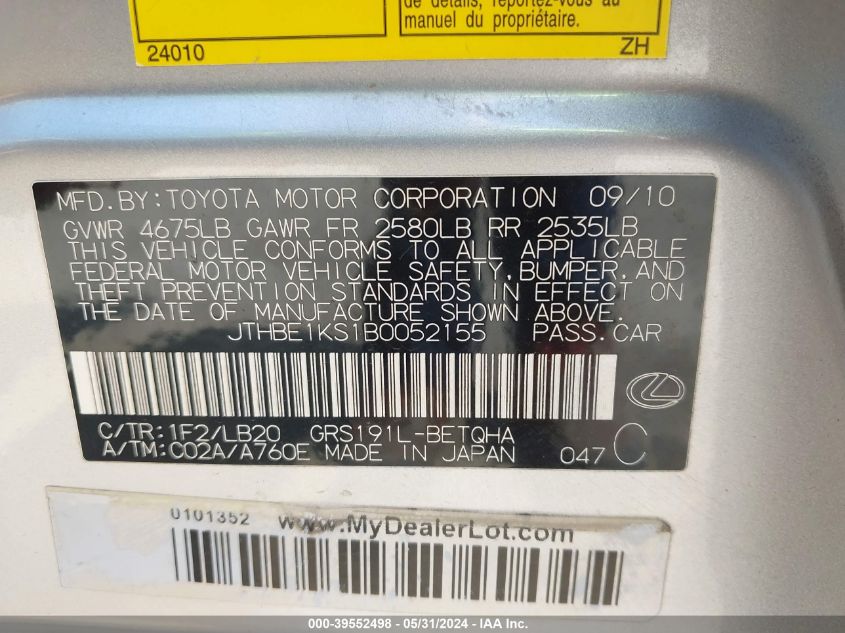 de détails, reportez-vous au
manuel du propriétaire.
24010 ZH
MFD.BY:TOYOTA MOTOR CORPORATION 09/10
GVWR 4675LB GAWR FR 2580LB RR 2535LB
THIS VEHICLE CONFORMS TO ALL APPLICABLE
FEDERAL MOTOR VEHICLE SAFETY,BUMPER,AND
THEFT PREVENTION STANDARDS IN EFFECT ON
THE DATE OF MANUFACTURE SHOWN ABOVE.
JTHBE1KS1B0052155 PASS.CAR
C/TR:1F2/LB20 GRS191L-BETQHA
A/TM:C02A/A760E MADE IN JAPAN 047 C
0101352 www.MyDealerLot.com
000-39552498 - 05/31/2024 - IAA Inc.